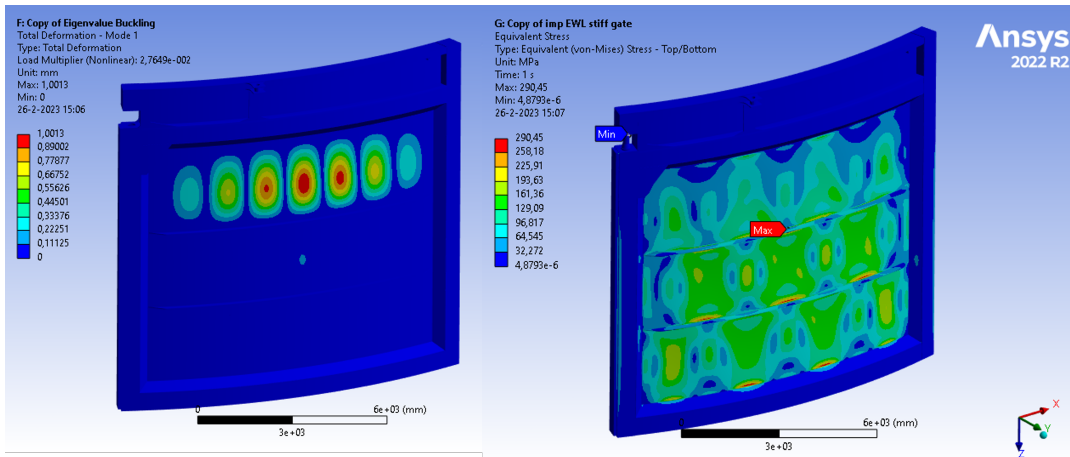 F: Copy of Eigenvalue Buckling
Total Deformation - Mode 1
Type: Total Deformation
Load Multiplier (Nonlinear): 2,7649e-002
Unit: mm
Max: 1,0013
Min: 0
26-2-2023 15:06
1,0013
0,89002
0,77877
0,66752
0,55626
0,44501
0,33376
0,22251
0,11125
0
0
6e+03 (mm)
3e+03
G: Copy of imp EWL stiff gate
Equivalent Stress
Type: Equivalent (von-Mises) Stress - Top/Bottom
Unit: MPa
Time: 1 s
Max: 290,45
Min: 4,8793e-6
26-2-2023 15:07
290,45
258,18
225,91
193,63
161,36
129,09
96,817
64,545
32,272
4,8793e-6
Min
Max
0
6e+03 (mm)
3e+03
Ansys
2022 R2
X
Y
Z